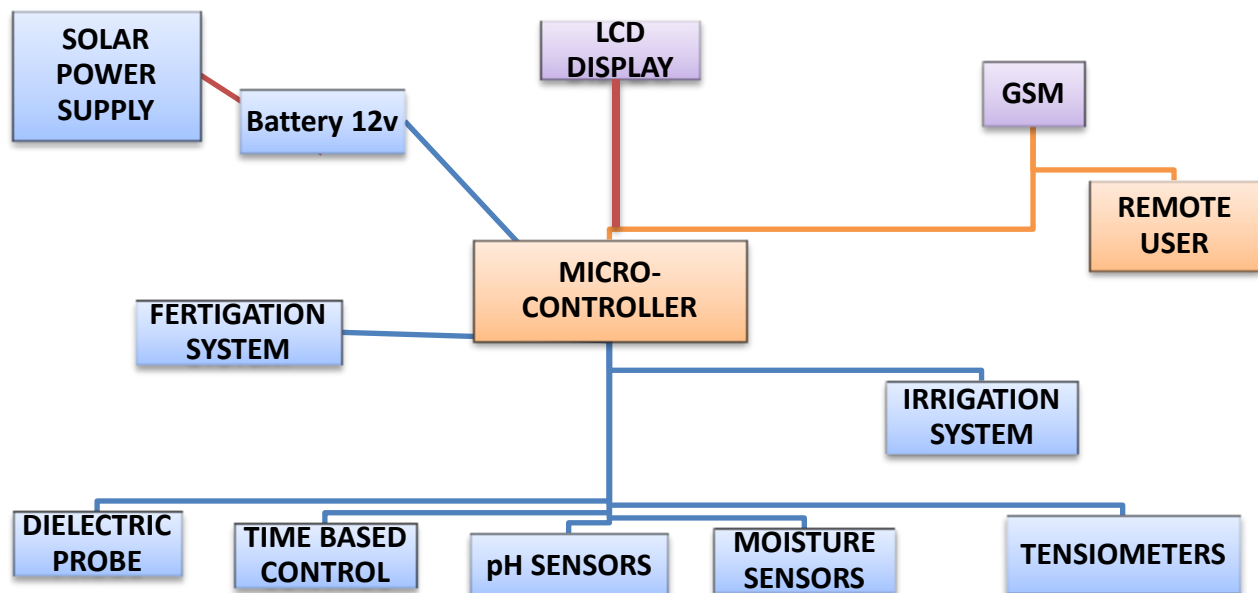 SOLAR
POWER
SUPPLY
Battery 12v
LCD
DISPLAY
GSM
REMOTE
USER
MICRO-
CONTROLLER
FERTIGATION
SYSTEM
IRRIGATION
SYSTEM
DIELECTRIC
PROBE
TIME BASED
CONTROL
pH SENSORS
MOISTURE
SENSORS
TENSIOMETERS